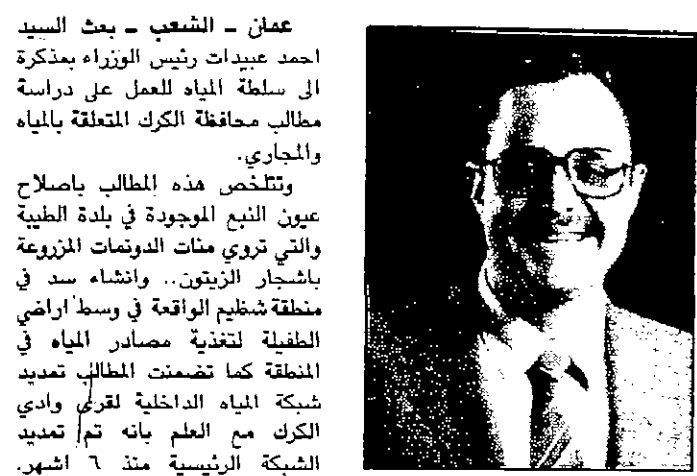 عمان ـ الشعب ـ بعث السيد
احمد عبيدات رئيس الوزراء بمذكرة
الى سلطة المياه للعمل على دراسة
مطالب محافظة الكرك المتعلقة بالمياه
والمجاري.
وتتلخص هذه المطالب باصلاح
عيون النبع الموجودة في بلدة الطيبة
والتي تروي مئات الدونمات المزروعة
باشجار الزيتون.. وانشاء سد في
منطقة شظيم الواقعة في وسط اراضي
الطفيلة لتغذية مصادر المياه في
المنطقة كما تضمنت المطالب تمديد
شبكة المياه الداخلية لقرى وادي
الكرك مع العلم بانه تم تمديد
الشبكة الرئيسية منذ ٦ اشهر.